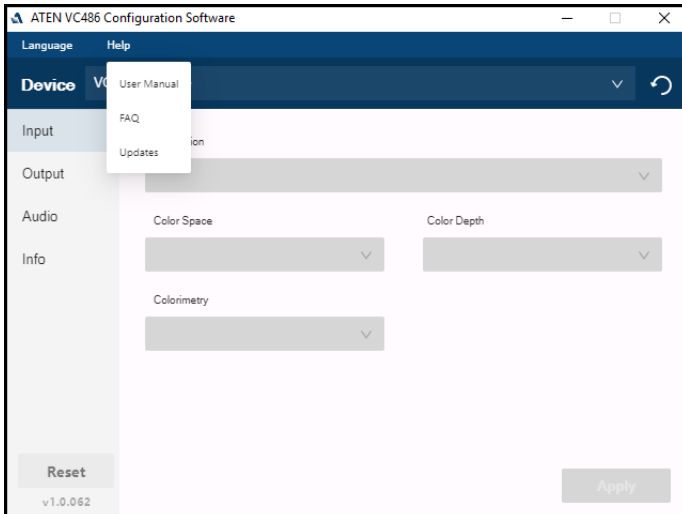 ATEN VC486 Configuration Software
Language Help
Device
User Manual
FAQ
Updates
Input
Output
Audio
Info
Color Space Color Depth
Colorimetry
Reset
v1.0.062
Apply